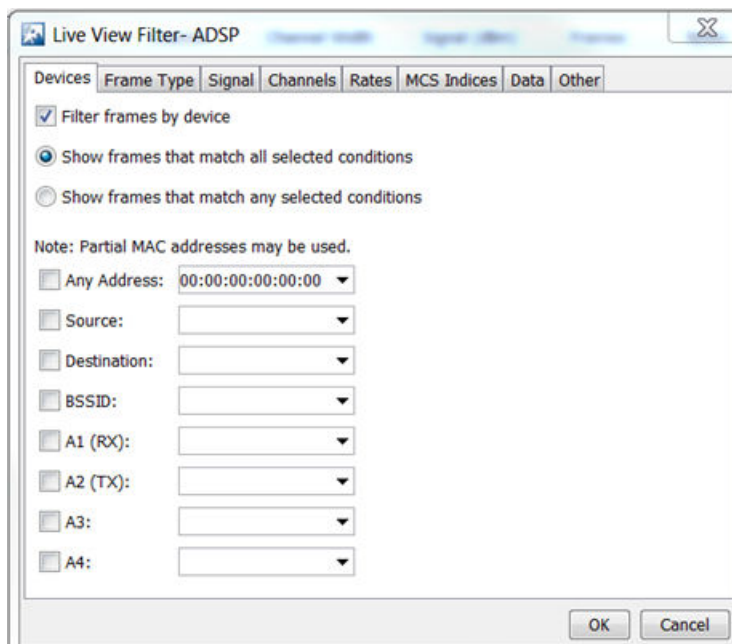 Live View Filter- ADSP
Devices Frame Type Signal Channels Rates MCS Indices Data Other
Filter frames by device
Show frames that match all selected conditions
Show frames that match any selected conditions
Note: Partial MAC addresses may be used.
Any Address: 00:00:00:00:00:00
Source:
Destination:
BSSID:
A1 (RX):
A2 (TX):
A3:
A4:
OK Cancel